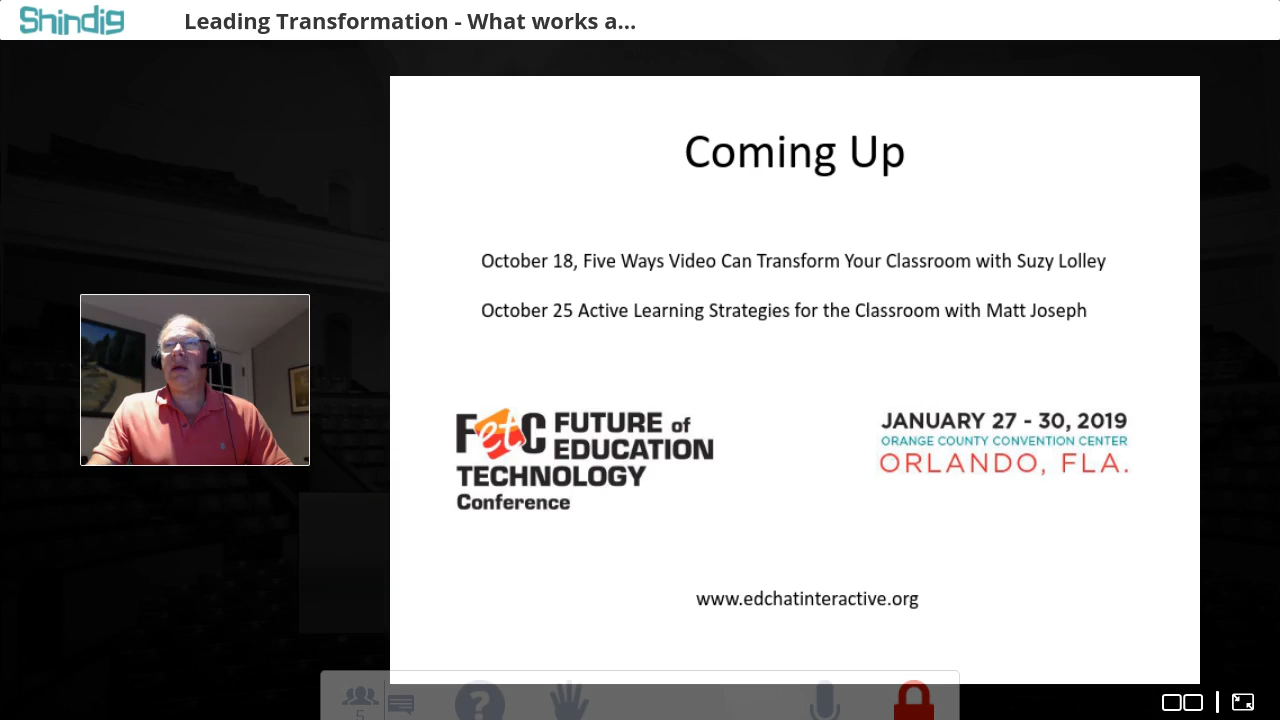 Shindig
Leading Transformation - What works a...
Coming Up
October 18, Five Ways Video Can Transform Your Classroom with Suzy Lolley
October 25 Active Learning Strategies for the Classroom with Matt Joseph
FETC FUTURE of
EDUCATION
TECHNOLOGY
Conference
JANUARY 27 - 30, 2019
ORANGE COUNTY CONVENTION CENTER
ORLANDO, FLA.
www.edchatinteractive.org
5